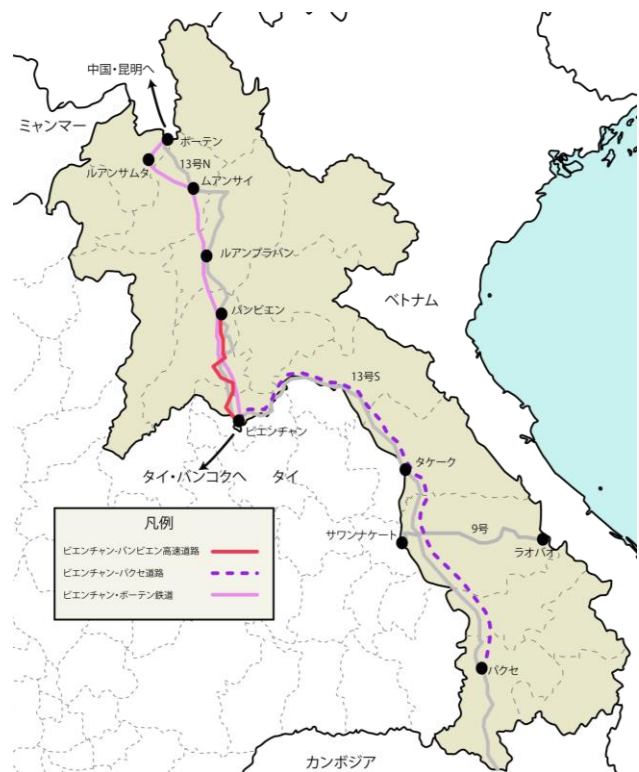 中国・昆明へ
ミャンマー
ボーテン
13号N
ルアンサムタ
ムアンサイ
ルアンプラバン
ベトナム
バンビエン
13号S
ビエンチャン
タイ・バンコクへ
タイ
タケーク
凡例
ビエンチャン-バンビエン高速道路
ビエンチャン-パクセ道路
ビエンチャン・ボーテン鉄道
サワンナケート
9号
ラオバオ
パクセ
カンボジア